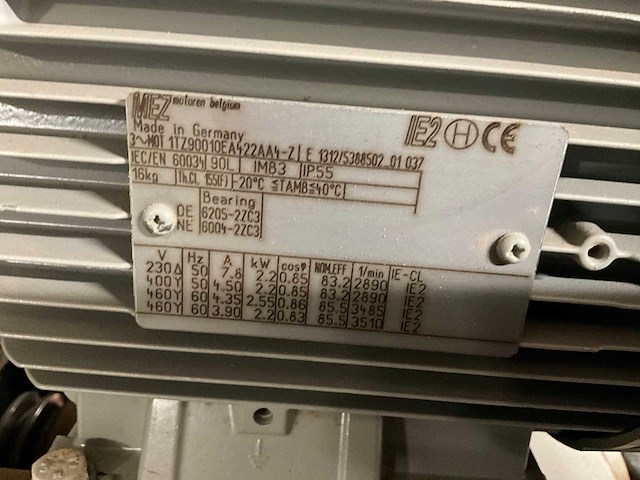 MEZ motoren belgium IE2 H CE
Made in Germany
3~MOT 1TZ90010EA422AA4-Z E 1312/5388502_01 037
IEC/EN 60034 90L IMB3 IP55
16kg Th.CL 155(F) -20°C ≤TAMB≤40°C
Bearing
DE 6205-2ZC3
NE 6004-2ZC3
V Hz A kW cosφ NOM.EFF 1/min IE-CL
230Δ 50 7.8 2.2 0.85 83.2 2890 IE2
400Y 50 4.50 2.2 0.85 83.2 2890 IE2
460Y 60 4.35 2.55 0.86 85.5 3485 IE2
460Y 60 3.90 2.2 0.83 85.5 3510 IE2